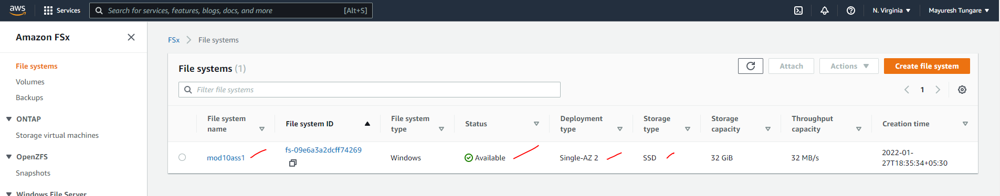 aws
Services
Search for services, features, blogs, docs, and more
[Alt+S]
N. Virginia
Mayuresh Tungare
Amazon FSx
File systems
Volumes
Backups
ONTAP
Storage virtual machines
OpenZFS
Snapshots
Windows File Server
FSx
File systems
File systems (1)
Attach
Actions
Create file system
Filter file systems
1
File system
name
File system ID
File system
type
Status
Deployment
type
Storage
type
Storage
capacity
Throughput
capacity
Creation time
mod10ass1
fs-09e6a3a2dcff74269
Windows
Available
Single-AZ 2
SSD
32 GiB
32 MB/s
2022-01-
27T18:35:34+05:30